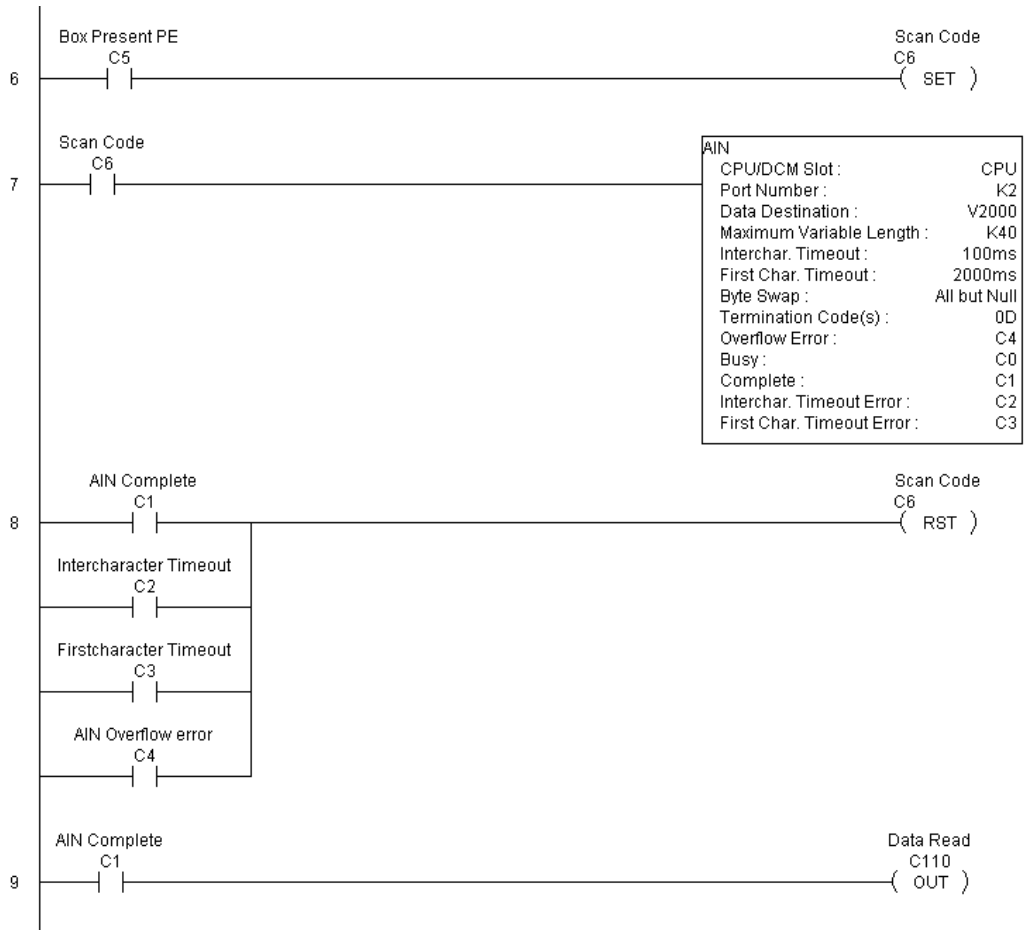 Box Present PE
C5
Scan Code
C6
6
SET
Scan Code
C6
7
AIN
CPU/DCM Slot : CPU
Port Number : K2
Data Destination : V2000
Maximum Variable Length : K40
Interchar. Timeout : 100ms
First Char. Timeout : 2000ms
Byte Swap : All but Null
Termination Code(s) : 0D
Overflow Error : C4
Busy : C0
Complete : C1
Interchar. Timeout Error : C2
First Char. Timeout Error : C3
AIN Complete
C1
Scan Code
C6
8
RST
Intercharacter Timeout
C2
Firstcharacter Timeout
C3
AIN Overflow error
C4
AIN Complete
C1
Data Read
C110
9
OUT